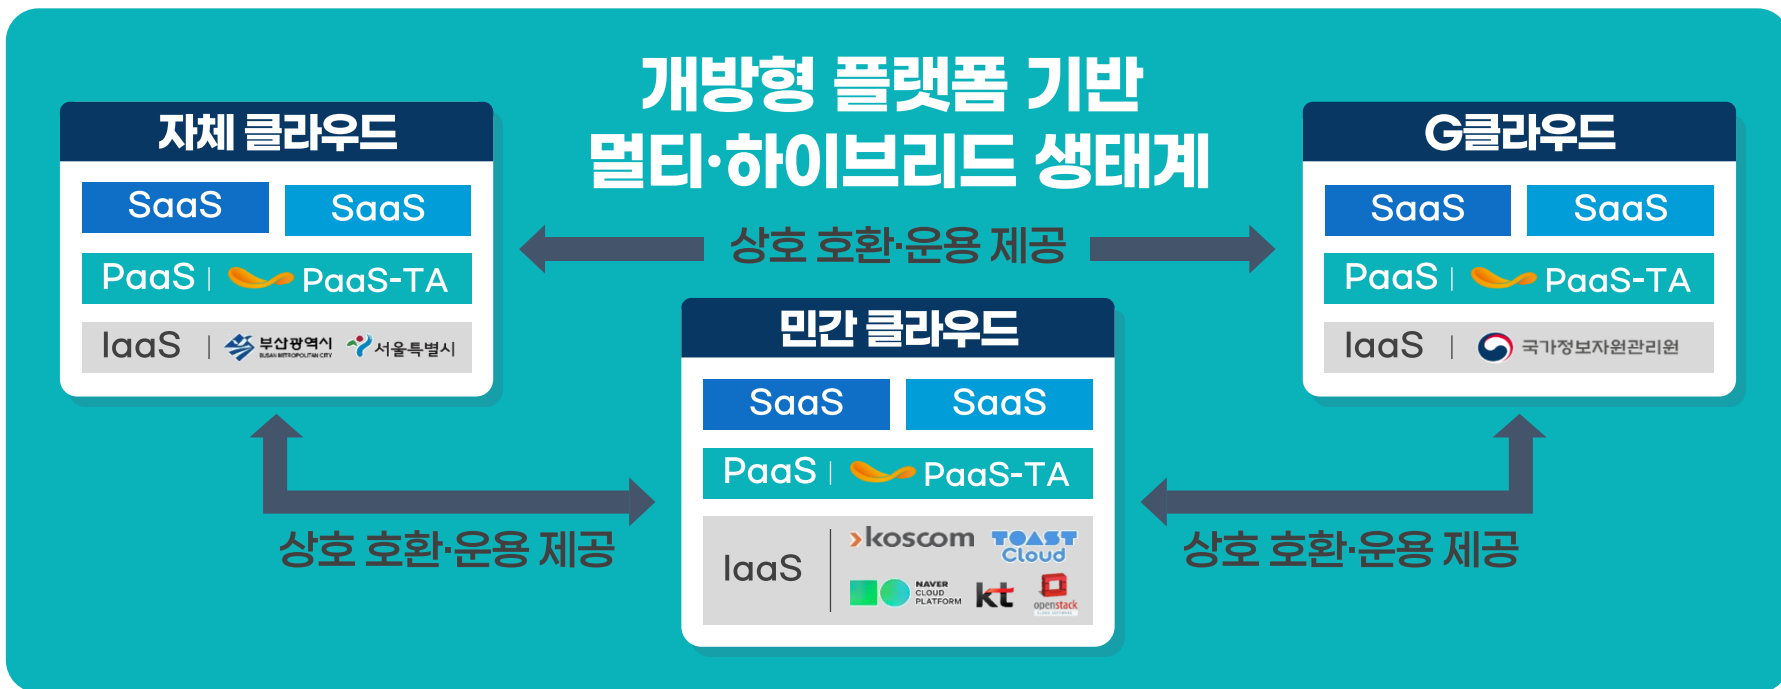 개방형 플랫폼 기반
멀티·하이브리드 생태계
자체 클라우드
SaaS SaaS
PaaS | PaaS-TA
IaaS | 부산광역시 BUSAN METROPOLITAN CITY 서울특별시
상호 호환·운용 제공
G클라우드
SaaS SaaS
PaaS | PaaS-TA
IaaS | 국가정보자원관리원
민간 클라우드
SaaS SaaS
PaaS | PaaS-TA
IaaS
koscom
TOAST
Cloud
NAVER
CLOUD
PLATFORM
kt
openstack
상호 호환·운용 제공
상호 호환·운용 제공